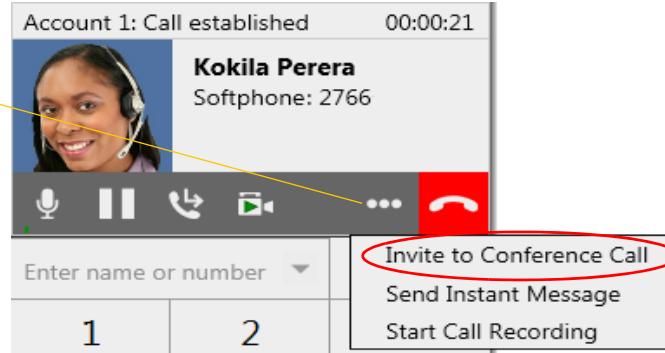 Account 1: Call established 00:00:21
Kokila Perera
Softphone: 2766
Enter name or number
Invite to Conference Call
Send Instant Message
1 2 Start Call Recording